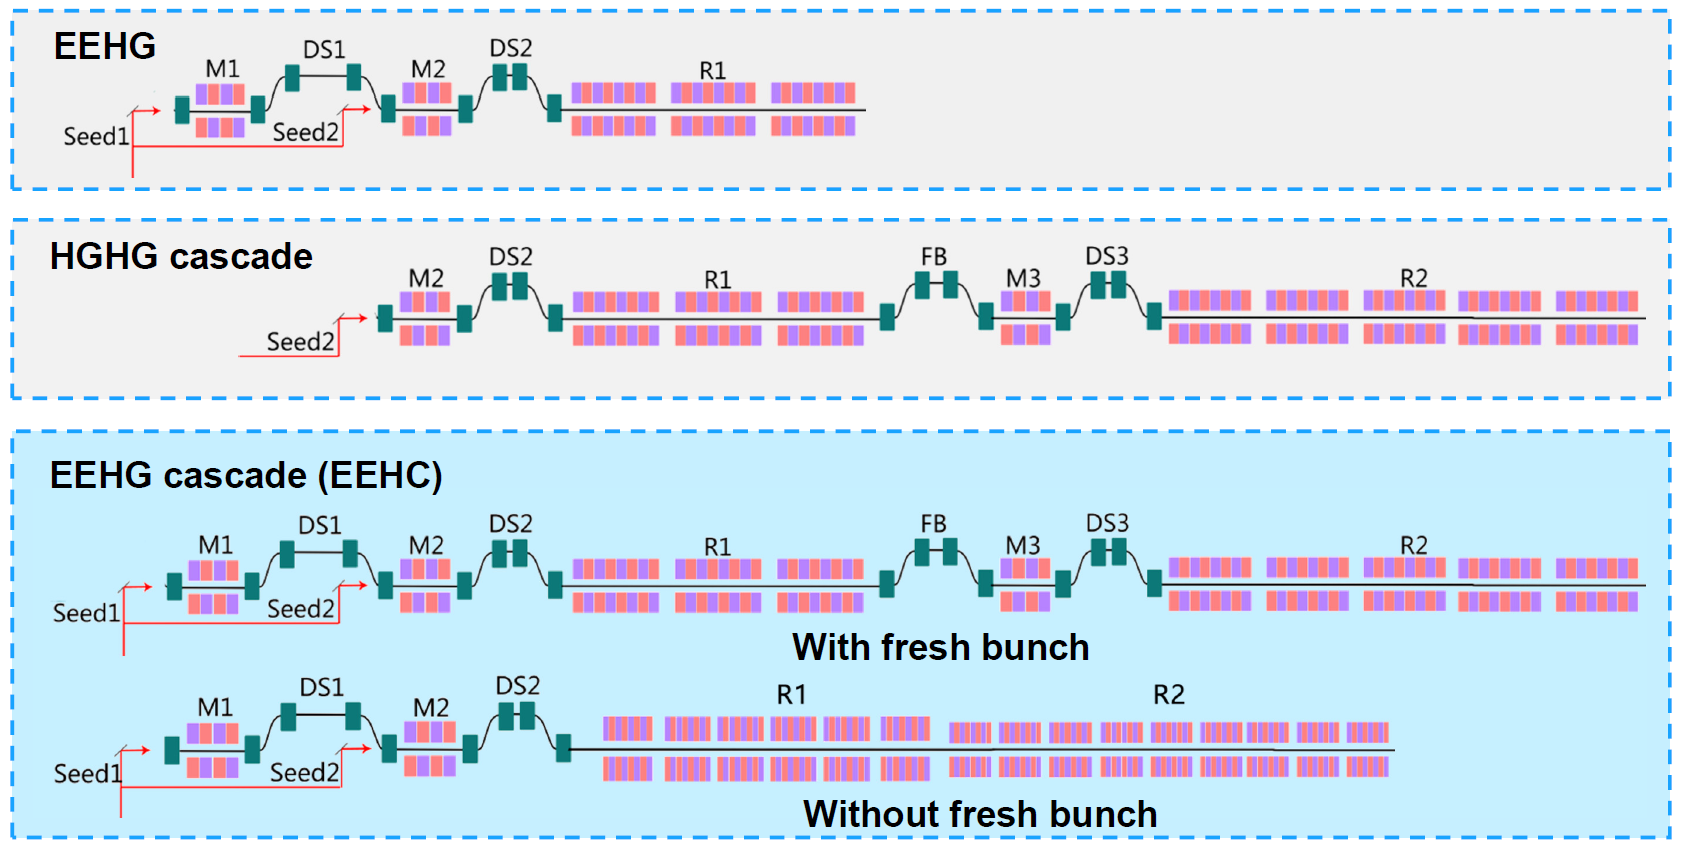 EEHG
M1 DS1 M2 DS2 R1
Seed1 Seed2
HGHG cascade
M2 DS2 R1 FB M3 DS3 R2
Seed2
EEHG cascade (EEHC)
M1 DS1 M2 DS2 R1 FB M3 DS3 R2
Seed1 Seed2
With fresh bunch
M1 DS1 M2 DS2 R1 R2
Seed1 Seed2
Without fresh bunch